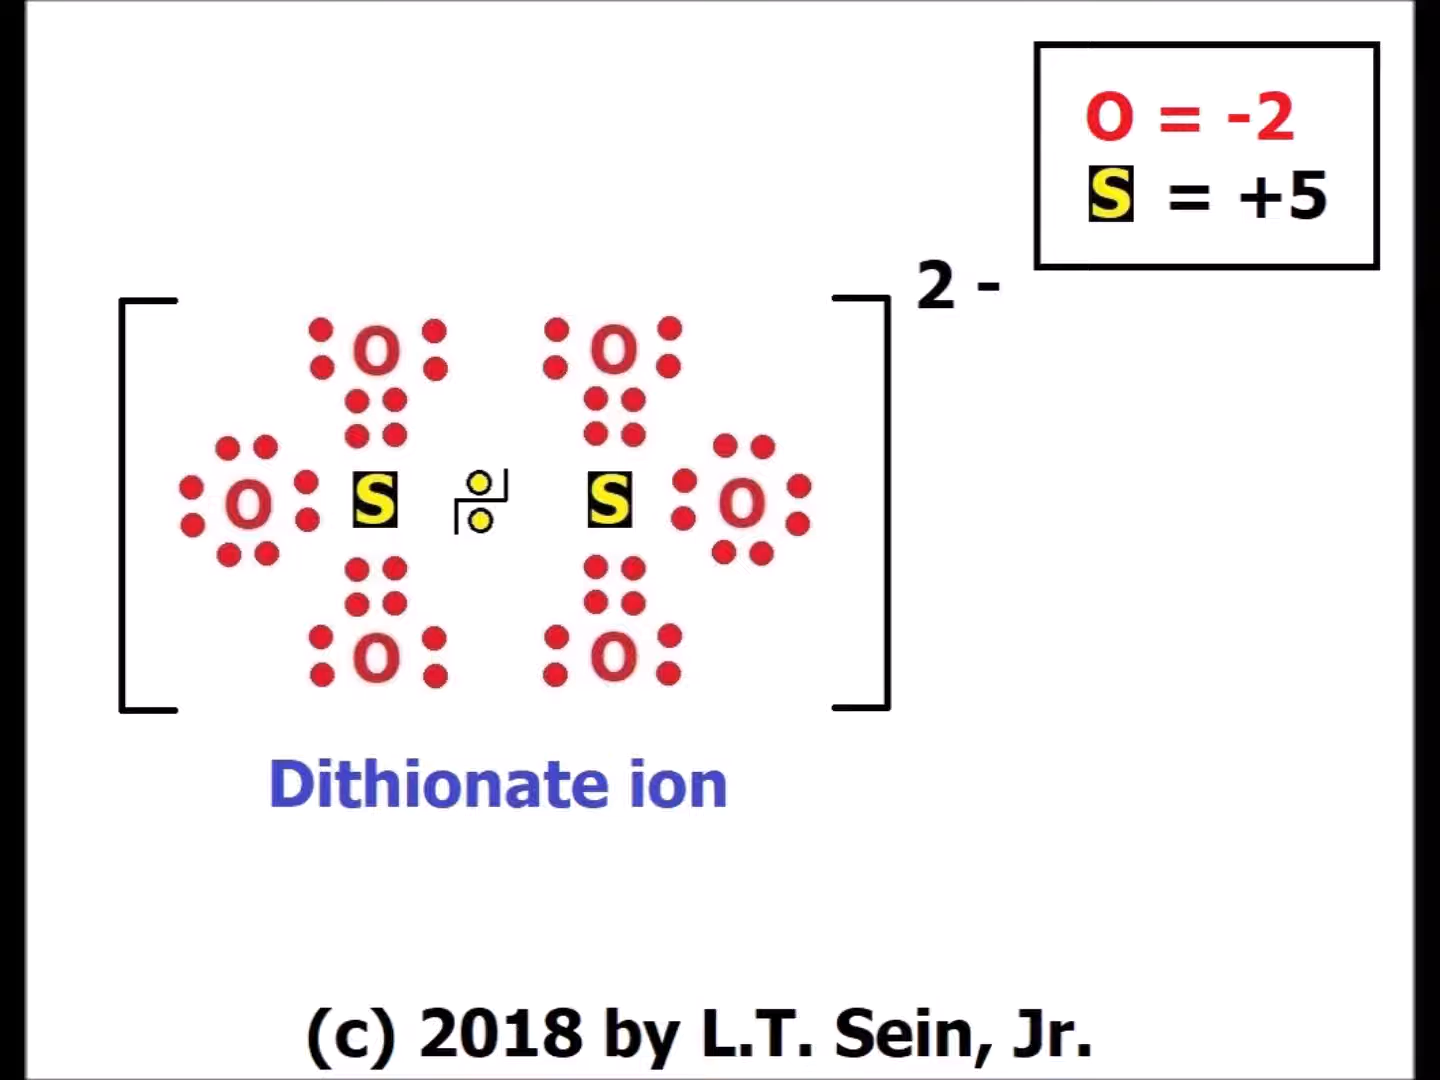 O = -2
S = +5
2 -
O O
O S S O
O O
Dithionate ion
(c) 2018 by L.T. Sein, Jr.